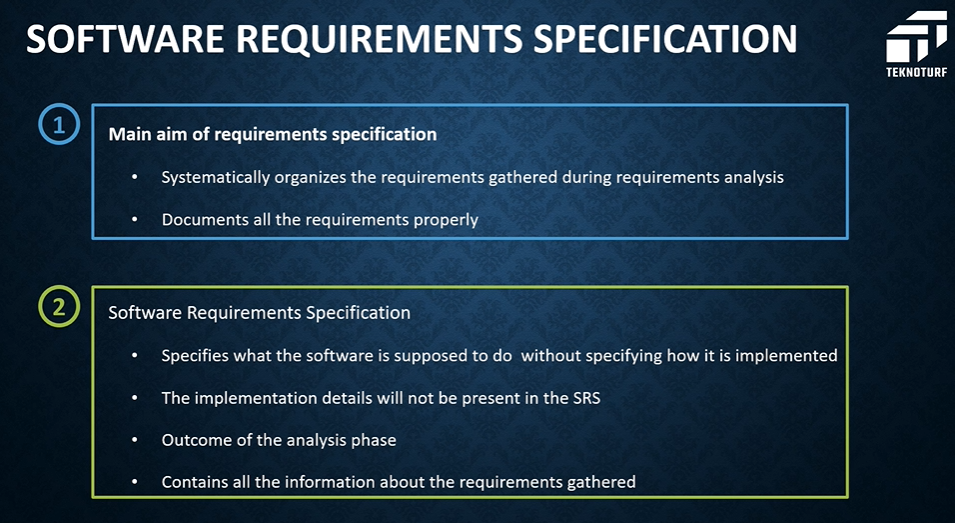 SOFTWARE REQUIREMENTS SPECIFICATION
TEKNOTURF
1
Main aim of requirements specification
• Systematically organizes the requirements gathered during requirements analysis
• Documents all the requirements properly
2
Software Requirements Specification
• Specifies what the software is supposed to do  without specifying how it is implemented
• The implementation details will not be present in the SRS
• Outcome of the analysis phase
• Contains all the information about the requirements gathered